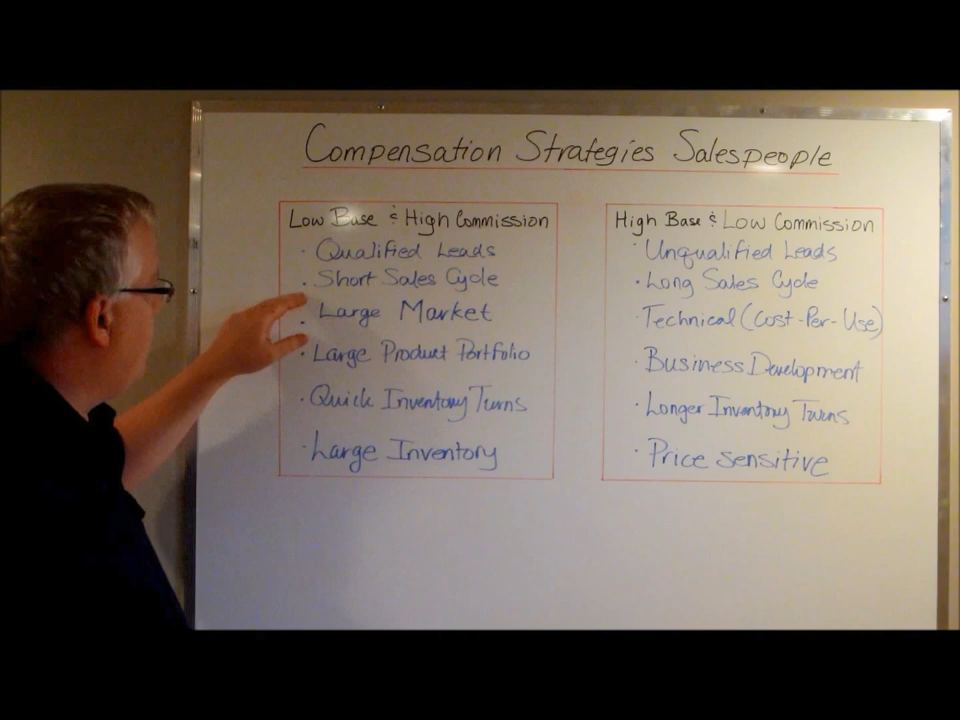 Compensation Strategies Salespeople
Low Base & High Commission
· Qualified Leads
· Short Sales Cycle
· Large Market
· Large Product Portfolio
· Quick Inventory Turns
· Large Inventory
High Base & Low Commission
· Unqualified Leads
· Long Sales Cycle
· Technical (Cost-Per-Use)
· Business Development
· Longer Inventory Turns
· Price Sensitive